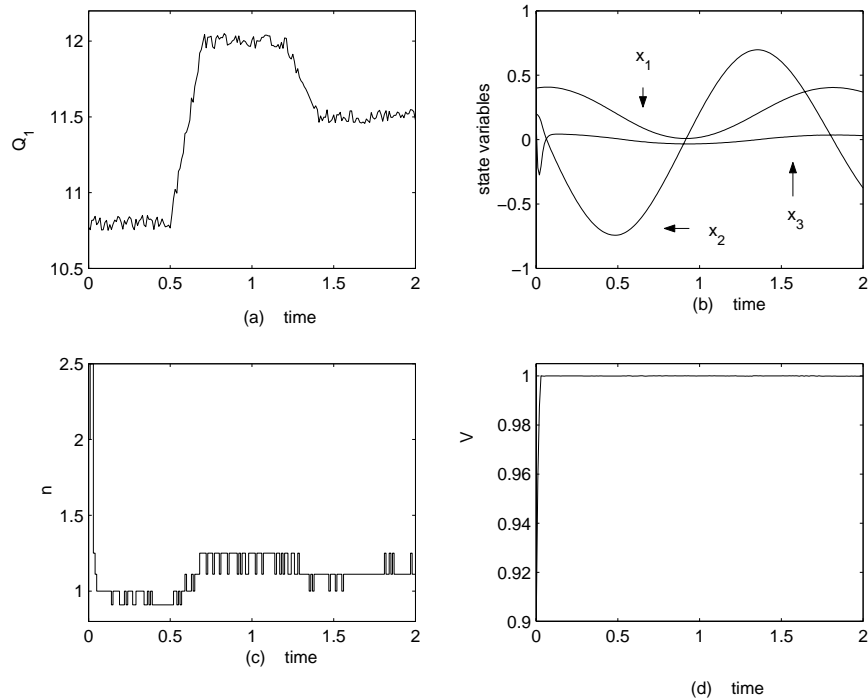 12
11.5
11
10.5
Q1
0 0.5 1 1.5 2
(a) time
1
0.5
0
−0.5
−1
state variables
x1
x2
x3
0 0.5 1 1.5 2
(b) time
2.5
2
1.5
1
n
0 0.5 1 1.5 2
(c) time
1
0.98
0.96
0.94
0.92
0.9
V
0 0.5 1 1.5 2
(d) time